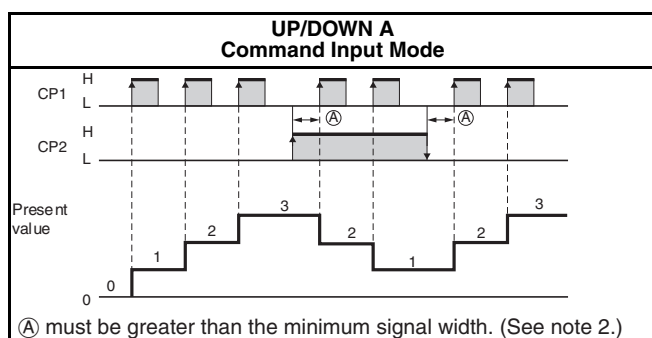 UP/DOWN A
Command Input Mode
CP1
H
L
Ⓐ
Ⓐ
CP2
H
L
Present
value
0
0
1
2
3
2
1
2
3
Ⓐ must be greater than the minimum signal width. (See note 2.)